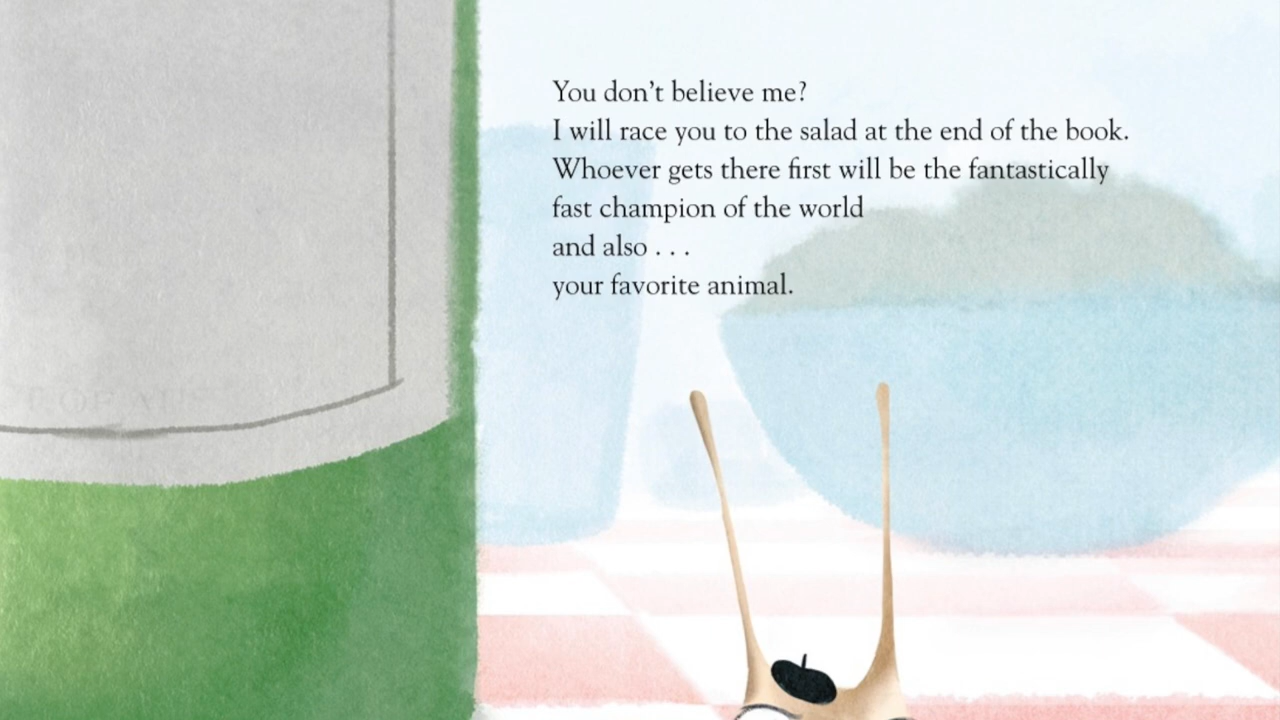 You don't believe me?
I will race you to the salad at the end of the book.
Whoever gets there first will be the fantastically
fast champion of the world
and also . . .
your favorite animal.